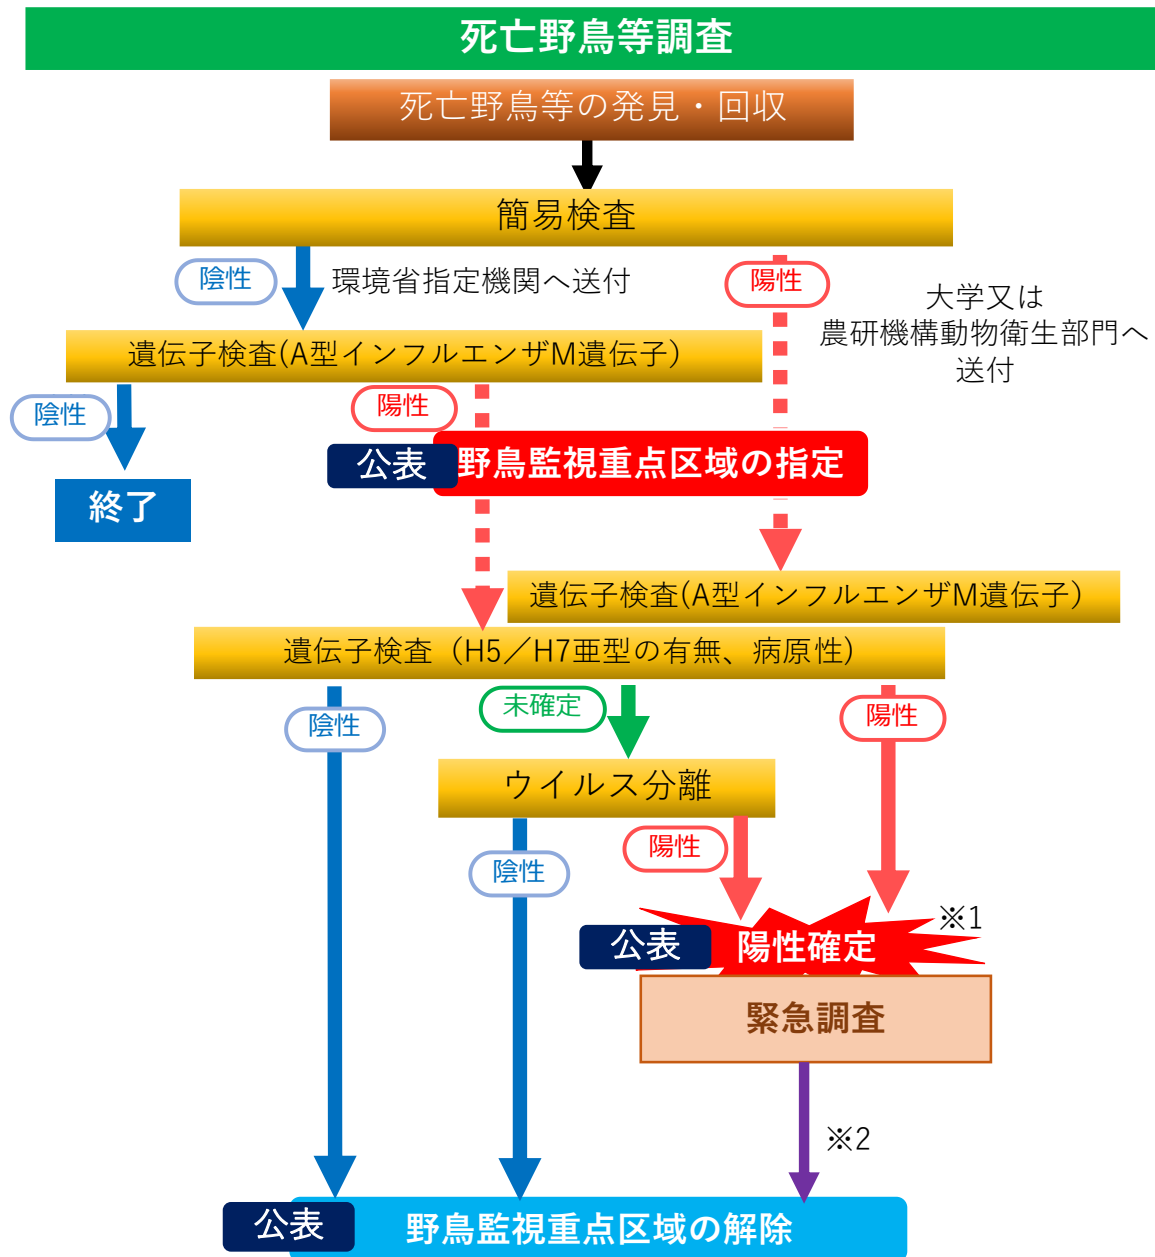 死亡野鳥等調査
死亡野鳥等の発見・回収
簡易検査
陰性
環境省指定機関へ送付
陽性
大学又は
農研機構動物衛生部門へ
送付
遺伝子検査(A型インフルエンザM遺伝子)
陰性
陽性
公表
野鳥監視重点区域の指定
終了
遺伝子検査(A型インフルエンザM遺伝子)
遺伝子検査（H5／H7亜型の有無、病原性)
陰性
未確定
陽性
ウイルス分離
陽性
陰性
※1
公表
陽性確定
緊急調査
※2
公表
野鳥監視重点区域の解除